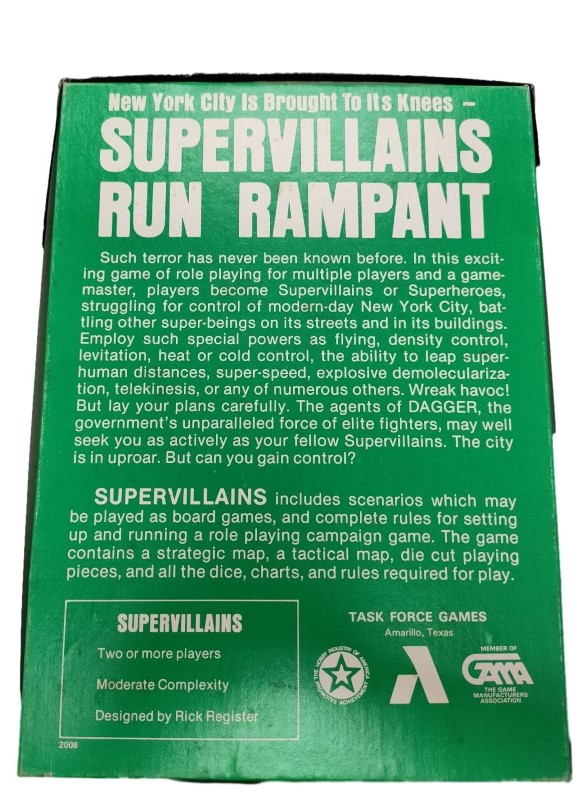 New York City Is Brought To Its Knees –
SUPERVILLAINS
RUN RAMPANT
Such terror has never been known before. In this excit-
ing game of role playing for multiple players and a game-
master, players become Supervillains or Superheroes,
struggling for control of modern-day New York City, bat-
tling other super-beings on its streets and in its buildings.
Employ such special powers as flying, density control,
levitation, heat or cold control, the ability to leap super-
human distances, super-speed, explosive demoleculariza-
tion, telekinesis, or any of numerous others. Wreak havoc!
But lay your plans carefully. The agents of DAGGER, the
government's unparalleled force of elite fighters, may well
seek you as actively as your fellow Supervillains. The city
is in uproar. But can you gain control?
SUPERVILLAINS includes scenarios which may
be played as board games, and complete rules for setting
up and running a role playing campaign game. The game
contains a strategic map, a tactical map, die cut playing
pieces, and all the dice, charts, and rules required for play.
SUPERVILLAINS
Two or more players
Moderate Complexity
Designed by Rick Register
2008
TASK FORCE GAMES
Amarillo, Texas
THE HOBBY INDUSTRY OF AMERICA
PROMOTES ACHIEVEMENT
MEMBER OF
GAMA
THE GAME
MANUFACTURERS
ASSOCIATION